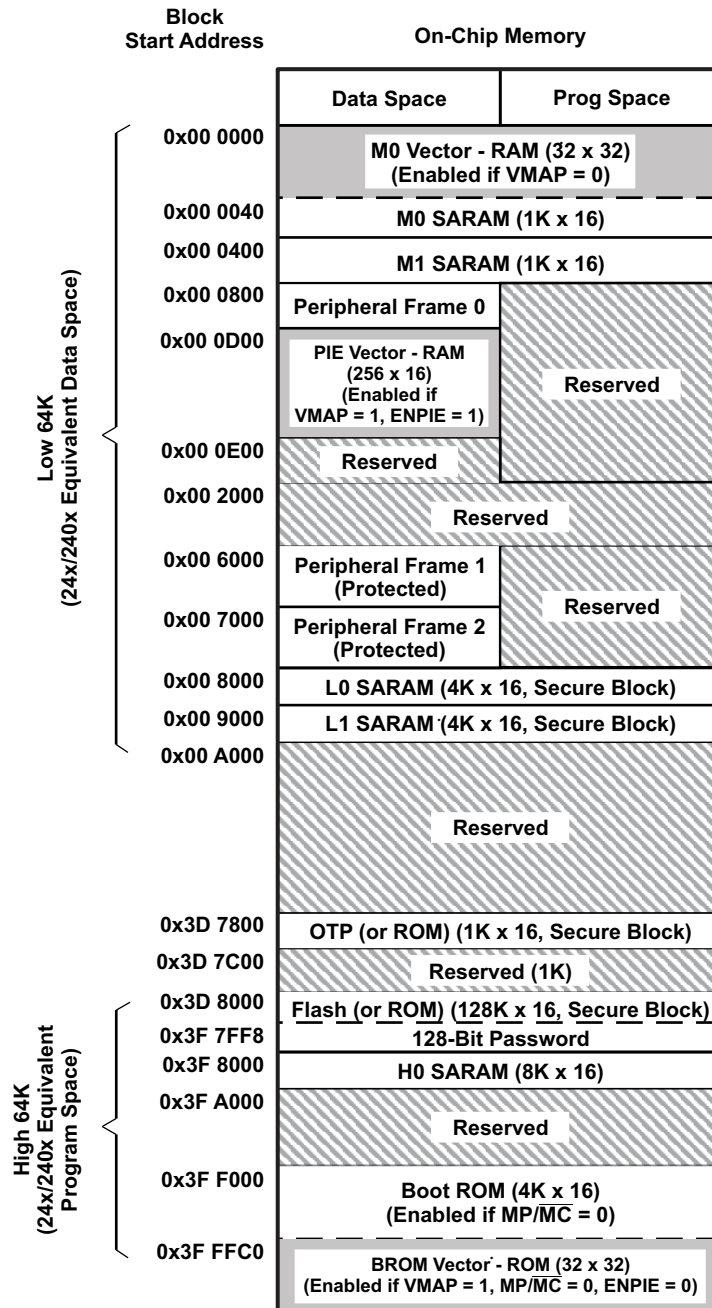 Block
Start Address
On-Chip Memory
Data Space
Prog Space
0x00 0000
M0 Vector - RAM (32 x 32)
(Enabled if VMAP = 0)
0x00 0040
M0 SARAM (1K x 16)
0x00 0400
M1 SARAM (1K x 16)
0x00 0800
Peripheral Frame 0
0x00 0D00
PIE Vector - RAM
(256 x 16)
(Enabled if
VMAP = 1, ENPIE = 1)
Reserved
0x00 0E00
Reserved
0x00 2000
Reserved
0x00 6000
Peripheral Frame 1
(Protected)
0x00 7000
Peripheral Frame 2
(Protected)
Reserved
0x00 8000
L0 SARAM (4K x 16, Secure Block)
0x00 9000
L1 SARAM (4K x 16, Secure Block)
0x00 A000
Reserved
Low 64K
(24x/240x Equivalent Data Space)
0x3D 7800
OTP (or ROM) (1K x 16, Secure Block)
0x3D 7C00
Reserved (1K)
0x3D 8000
Flash (or ROM) (128K x 16, Secure Block)
0x3F 7FF8
128-Bit Password
0x3F 8000
H0 SARAM (8K x 16)
0x3F A000
Reserved
0x3F F000
Boot ROM (4K x 16)
(Enabled if MP/M̅C̅ = 0)
0x3F FFC0
BROM Vector - ROM (32 x 32)
(Enabled if VMAP = 1, MP/M̅C̅ = 0, ENPIE = 0)
High 64K
(24x/240x Equivalent
Program Space)